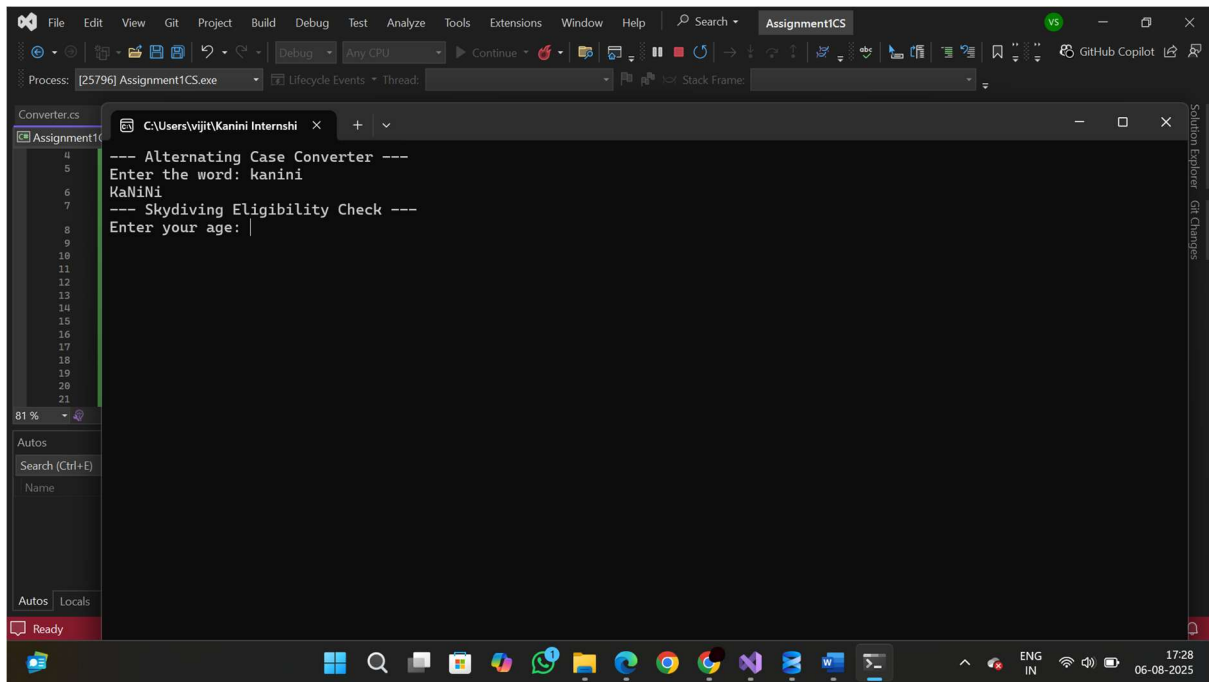 File Edit View Git Project Build Debug Test Analyze Tools Extensions Window Help Search Assignment1CS VS
Debug Any CPU Continue GitHub Copilot
Process: [25796] Assignment1CS.exe Lifecycle Events Thread: Stack Frame:
Converter.cs
Assignment1
C:\Users\vijit\Kanini Internshi
--- Alternating Case Converter ---
Enter the word: kanini
KaNiNi
--- Skydiving Eligibility Check ---
Enter your age:
4
5
6
7
8
9
10
11
12
13
14
15
16
17
18
19
20
21
81 %
Autos
Search (Ctrl+E)
Name
Autos Locals
Ready
Solution Explorer
Git Changes
1
ENG
IN
17:28
06-08-2025